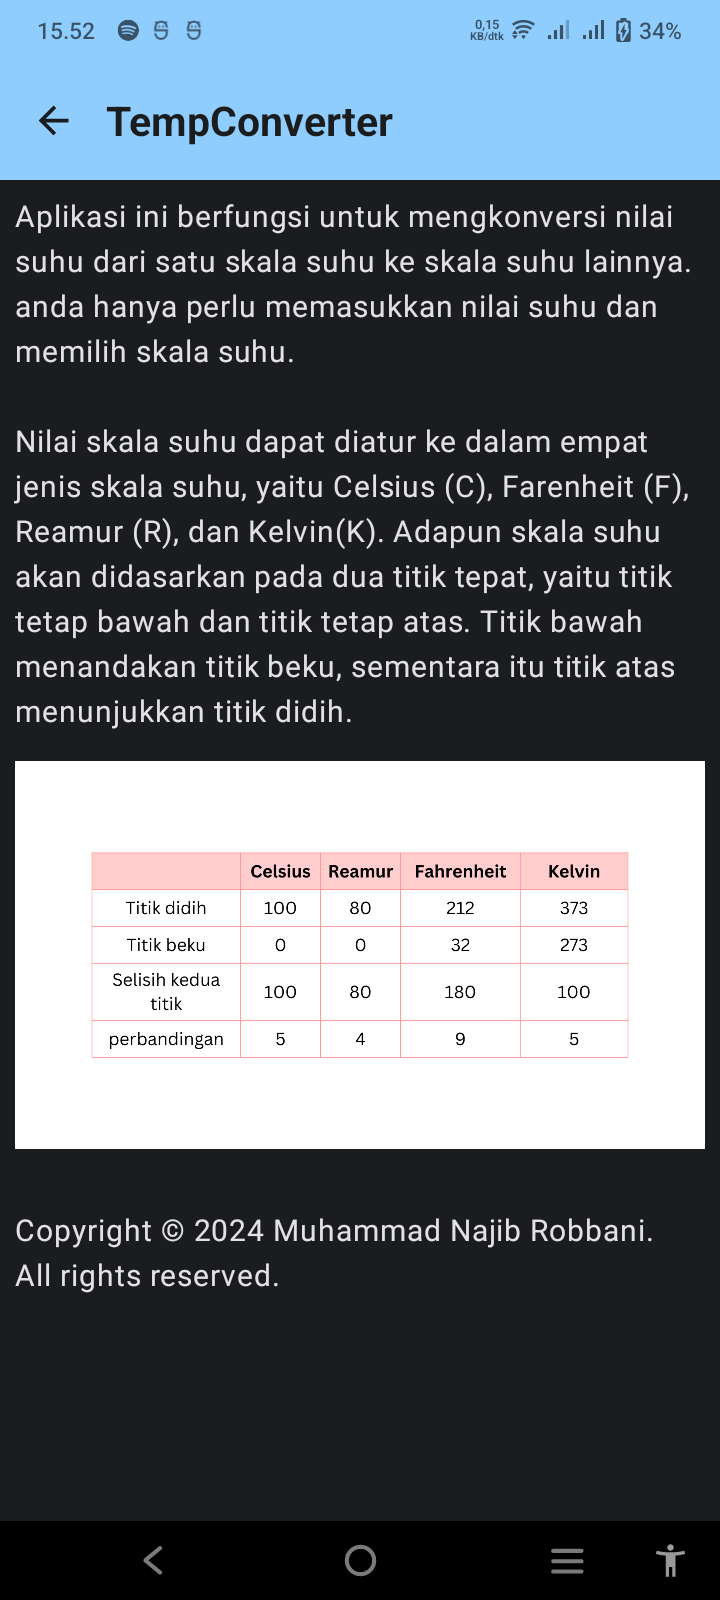 15.52
0,15
KB/dtk
34%
TempConverter
Aplikasi ini berfungsi untuk mengkonversi nilai
suhu dari satu skala suhu ke skala suhu lainnya.
anda hanya perlu memasukkan nilai suhu dan
memilih skala suhu.
Nilai skala suhu dapat diatur ke dalam empat
jenis skala suhu, yaitu Celsius (C), Farenheit (F),
Reamur (R), dan Kelvin(K). Adapun skala suhu
akan didasarkan pada dua titik tepat, yaitu titik
tetap bawah dan titik tetap atas. Titik bawah
menandakan titik beku, sementara itu titik atas
menunjukkan titik didih.
Celsius Reamur Fahrenheit Kelvin
Titik didih 100 80 212 373
Titik beku 0 0 32 273
Selisih kedua
titik 100 80 180 100
perbandingan 5 4 9 5
Copyright © 2024 Muhammad Najib Robbani.
All rights reserved.